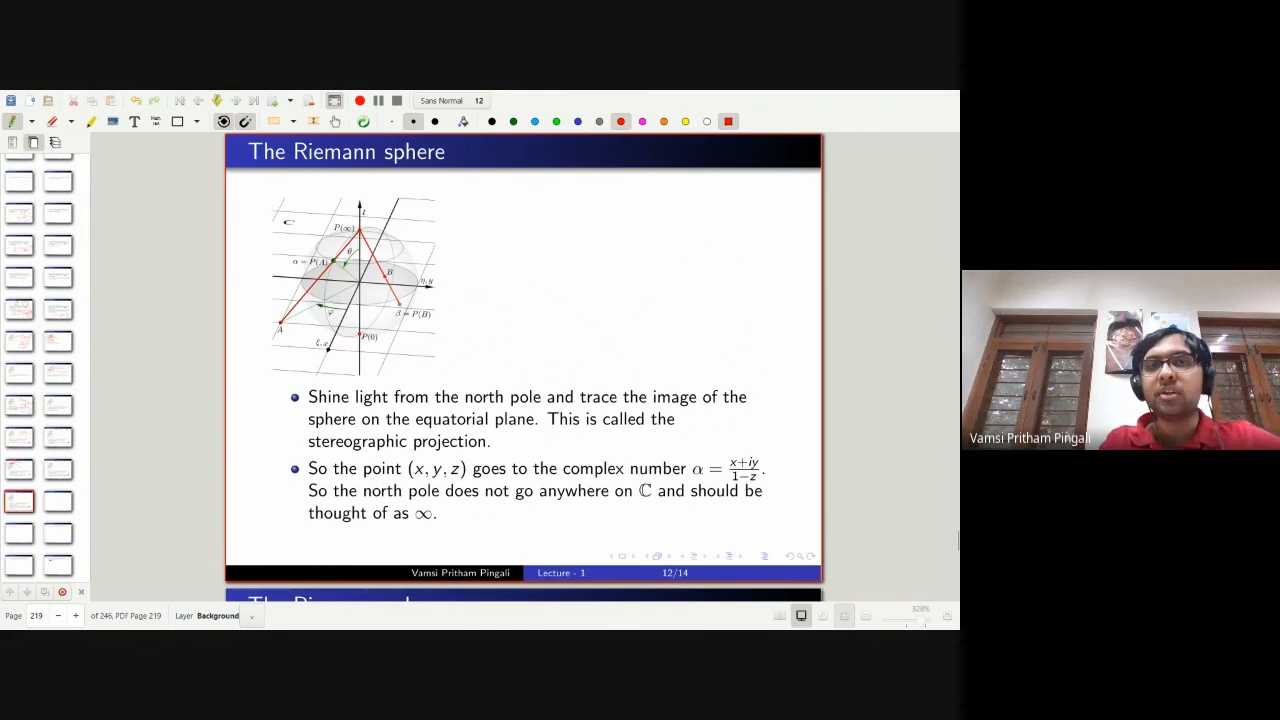 Sans Normal 12
The Riemann sphere
ℂ
t
P(∞)
θ
α = P(A)
B
η, y
β = P(B)
φ
A
P(0)
ξ, x
Shine light from the north pole and trace the image of the
sphere on the equatorial plane. This is called the
stereographic projection.
So the point (x, y, z) goes to the complex number α = x+iy/1−z.
So the north pole does not go anywhere on ℂ and should be
thought of as ∞.
Vamsi Pritham Pingali Lecture - 1 12/14
Page 219 of 246, PDF Page 219 Layer Background 328%
Vamsi Pritham Pingali